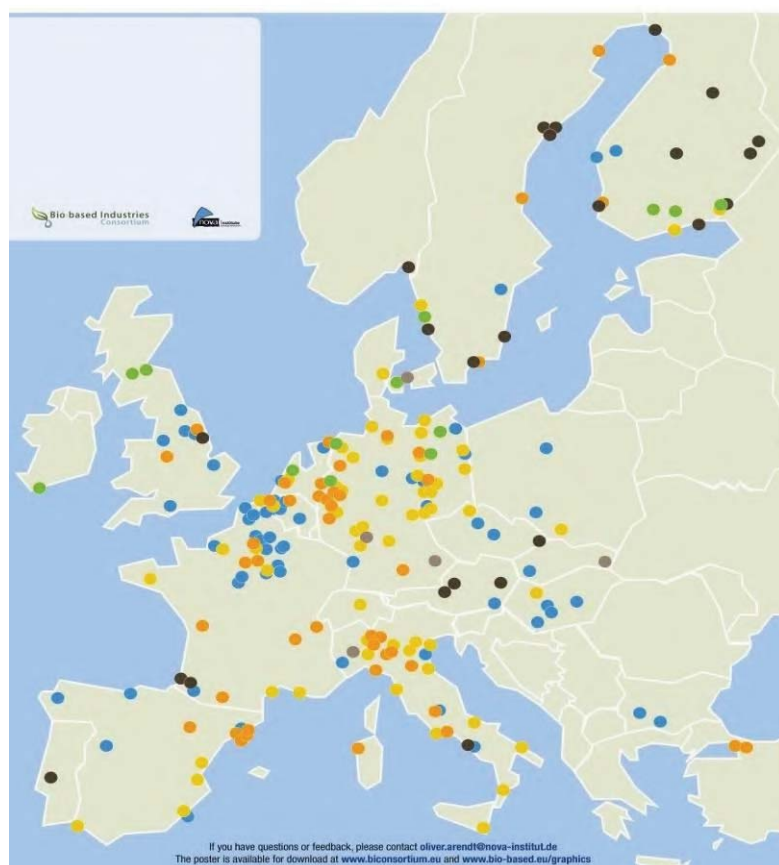 Bio-based Industries
Consortium
nova
If you have questions or feedback, please contact oliver.arendt@nova-institut.de
The poster is available for download at www.biconsortium.eu and www.bio-based.eu/graphics